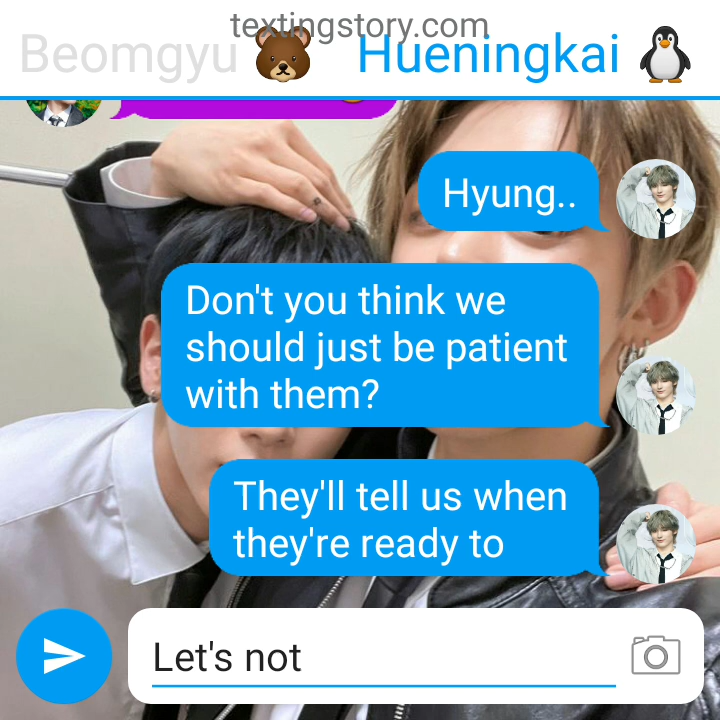 textingstory.com
Beomgyu 🐻 Hueningkai 🐧
Hyung..
Don't you think we
should just be patient
with them?
They'll tell us when
they're ready to
Let's not